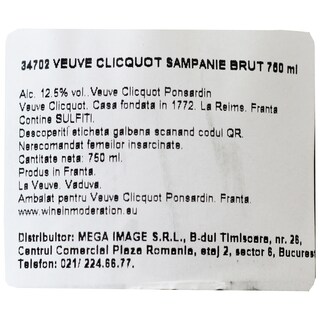 34702 VEUVE CLICQUOT SAMPANIE BRUT 750 ml
Alc. 12.5% vol. Veuve Clicquot Ponsardin
Veuve Clicquot. Casa fondata in 1772. La Reims. Franta
Contine SULFITI.
Descoperiti eticheta galbena scanand codul QR.
Nerecomandat femeilor insarcinate.
Cantitate neta: 750 ml.
Produs in Franta.
La Veuve. Vaduva.
Ambalat pentru Veuve Clicquot Ponsardin. Franta.
www.wineinmoderation.eu
Distribuitor: MEGA IMAGE S.R.L., B-dul Timisoara, nr. 26,
Centrul Comercial Plaza Romania, etaj 2, sector 6, Bucurest
Telefon: 021/ 224.66.77.